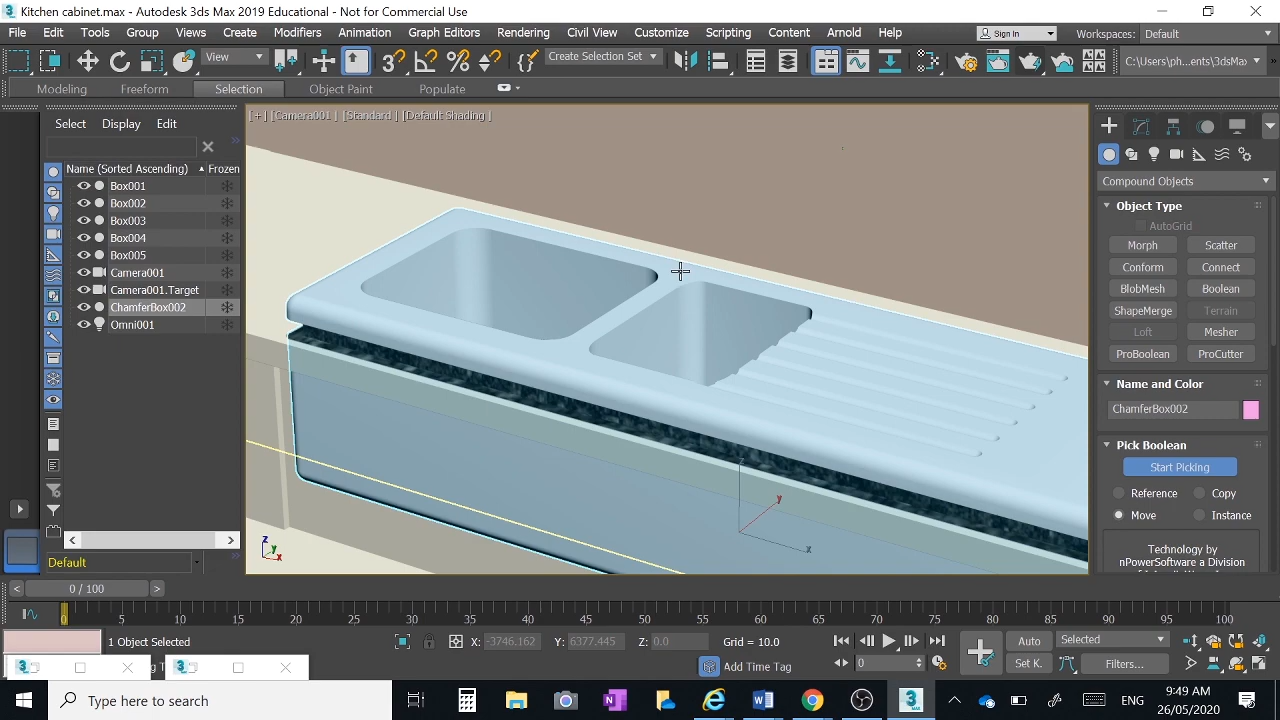 Kitchen cabinet.max - Autodesk 3ds Max 2019 Educational - Not for Commercial Use
File Edit Tools Group Views Create Modifiers Animation Graph Editors Rendering Civil View Customize Scripting Content Arnold Help Sign In Workspaces: Default
View Create Selection Set C:\Users\ph...ents\3dsMax
Modeling Freeform Selection Object Paint Populate
Select Display Edit
[+] [Camera001 ] [Standard ] [Default Shading ]
Name (Sorted Ascending) Frozen
Box001
Box002
Box003
Box004
Box005
Camera001
Camera001.Target
ChamferBox002
Omni001
Default
z y x
z y x
Compound Objects
Object Type
AutoGrid
Morph Scatter
Conform Connect
BlobMesh Boolean
ShapeMerge Terrain
Loft Mesher
ProBoolean ProCutter
Name and Color
ChamferBox002
Pick Boolean
Start Picking
Reference Copy
Move Instance
Technology by
nPowerSoftware a Division
0 / 100
0 5 10 15 20 25 30 35 40 45 50 55 60 65 70 75 80 85 90 95 100
1 Object Selected X: -3746.162 Y: 6377.445 Z: 0.0 Grid = 10.0 Auto Selected
Add Time Tag 0 Set K. Filters...
Type here to search
ENG
26/05/2020